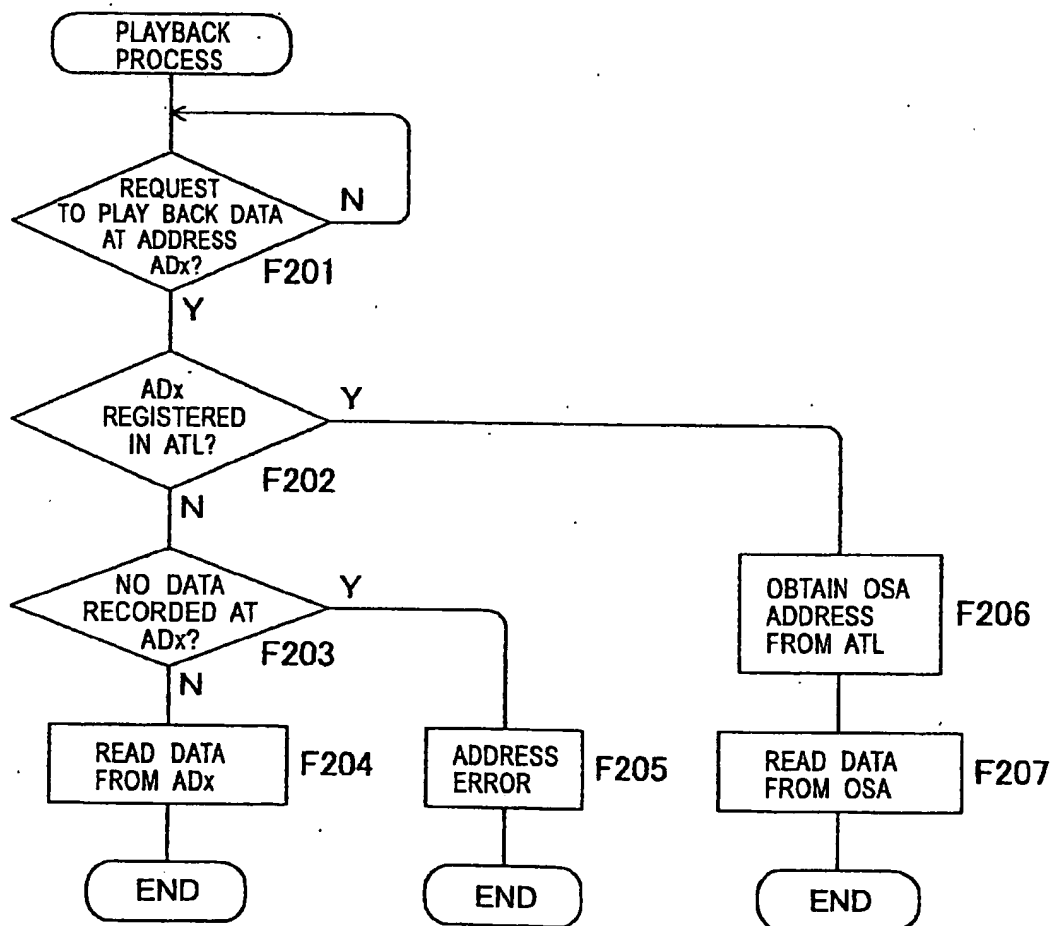 PLAYBACK
PROCESS
REQUEST
TO PLAY BACK DATA
AT ADDRESS
ADx?
N
F201
Y
ADx
REGISTERED
IN ATL?
Y
F202
N
NO DATA
RECORDED AT
ADx?
Y
F203
N
OBTAIN OSA
ADDRESS
FROM ATL
F206
READ DATA
FROM ADx
F204
ADDRESS
ERROR
F205
READ DATA
FROM OSA
F207
END
END
END